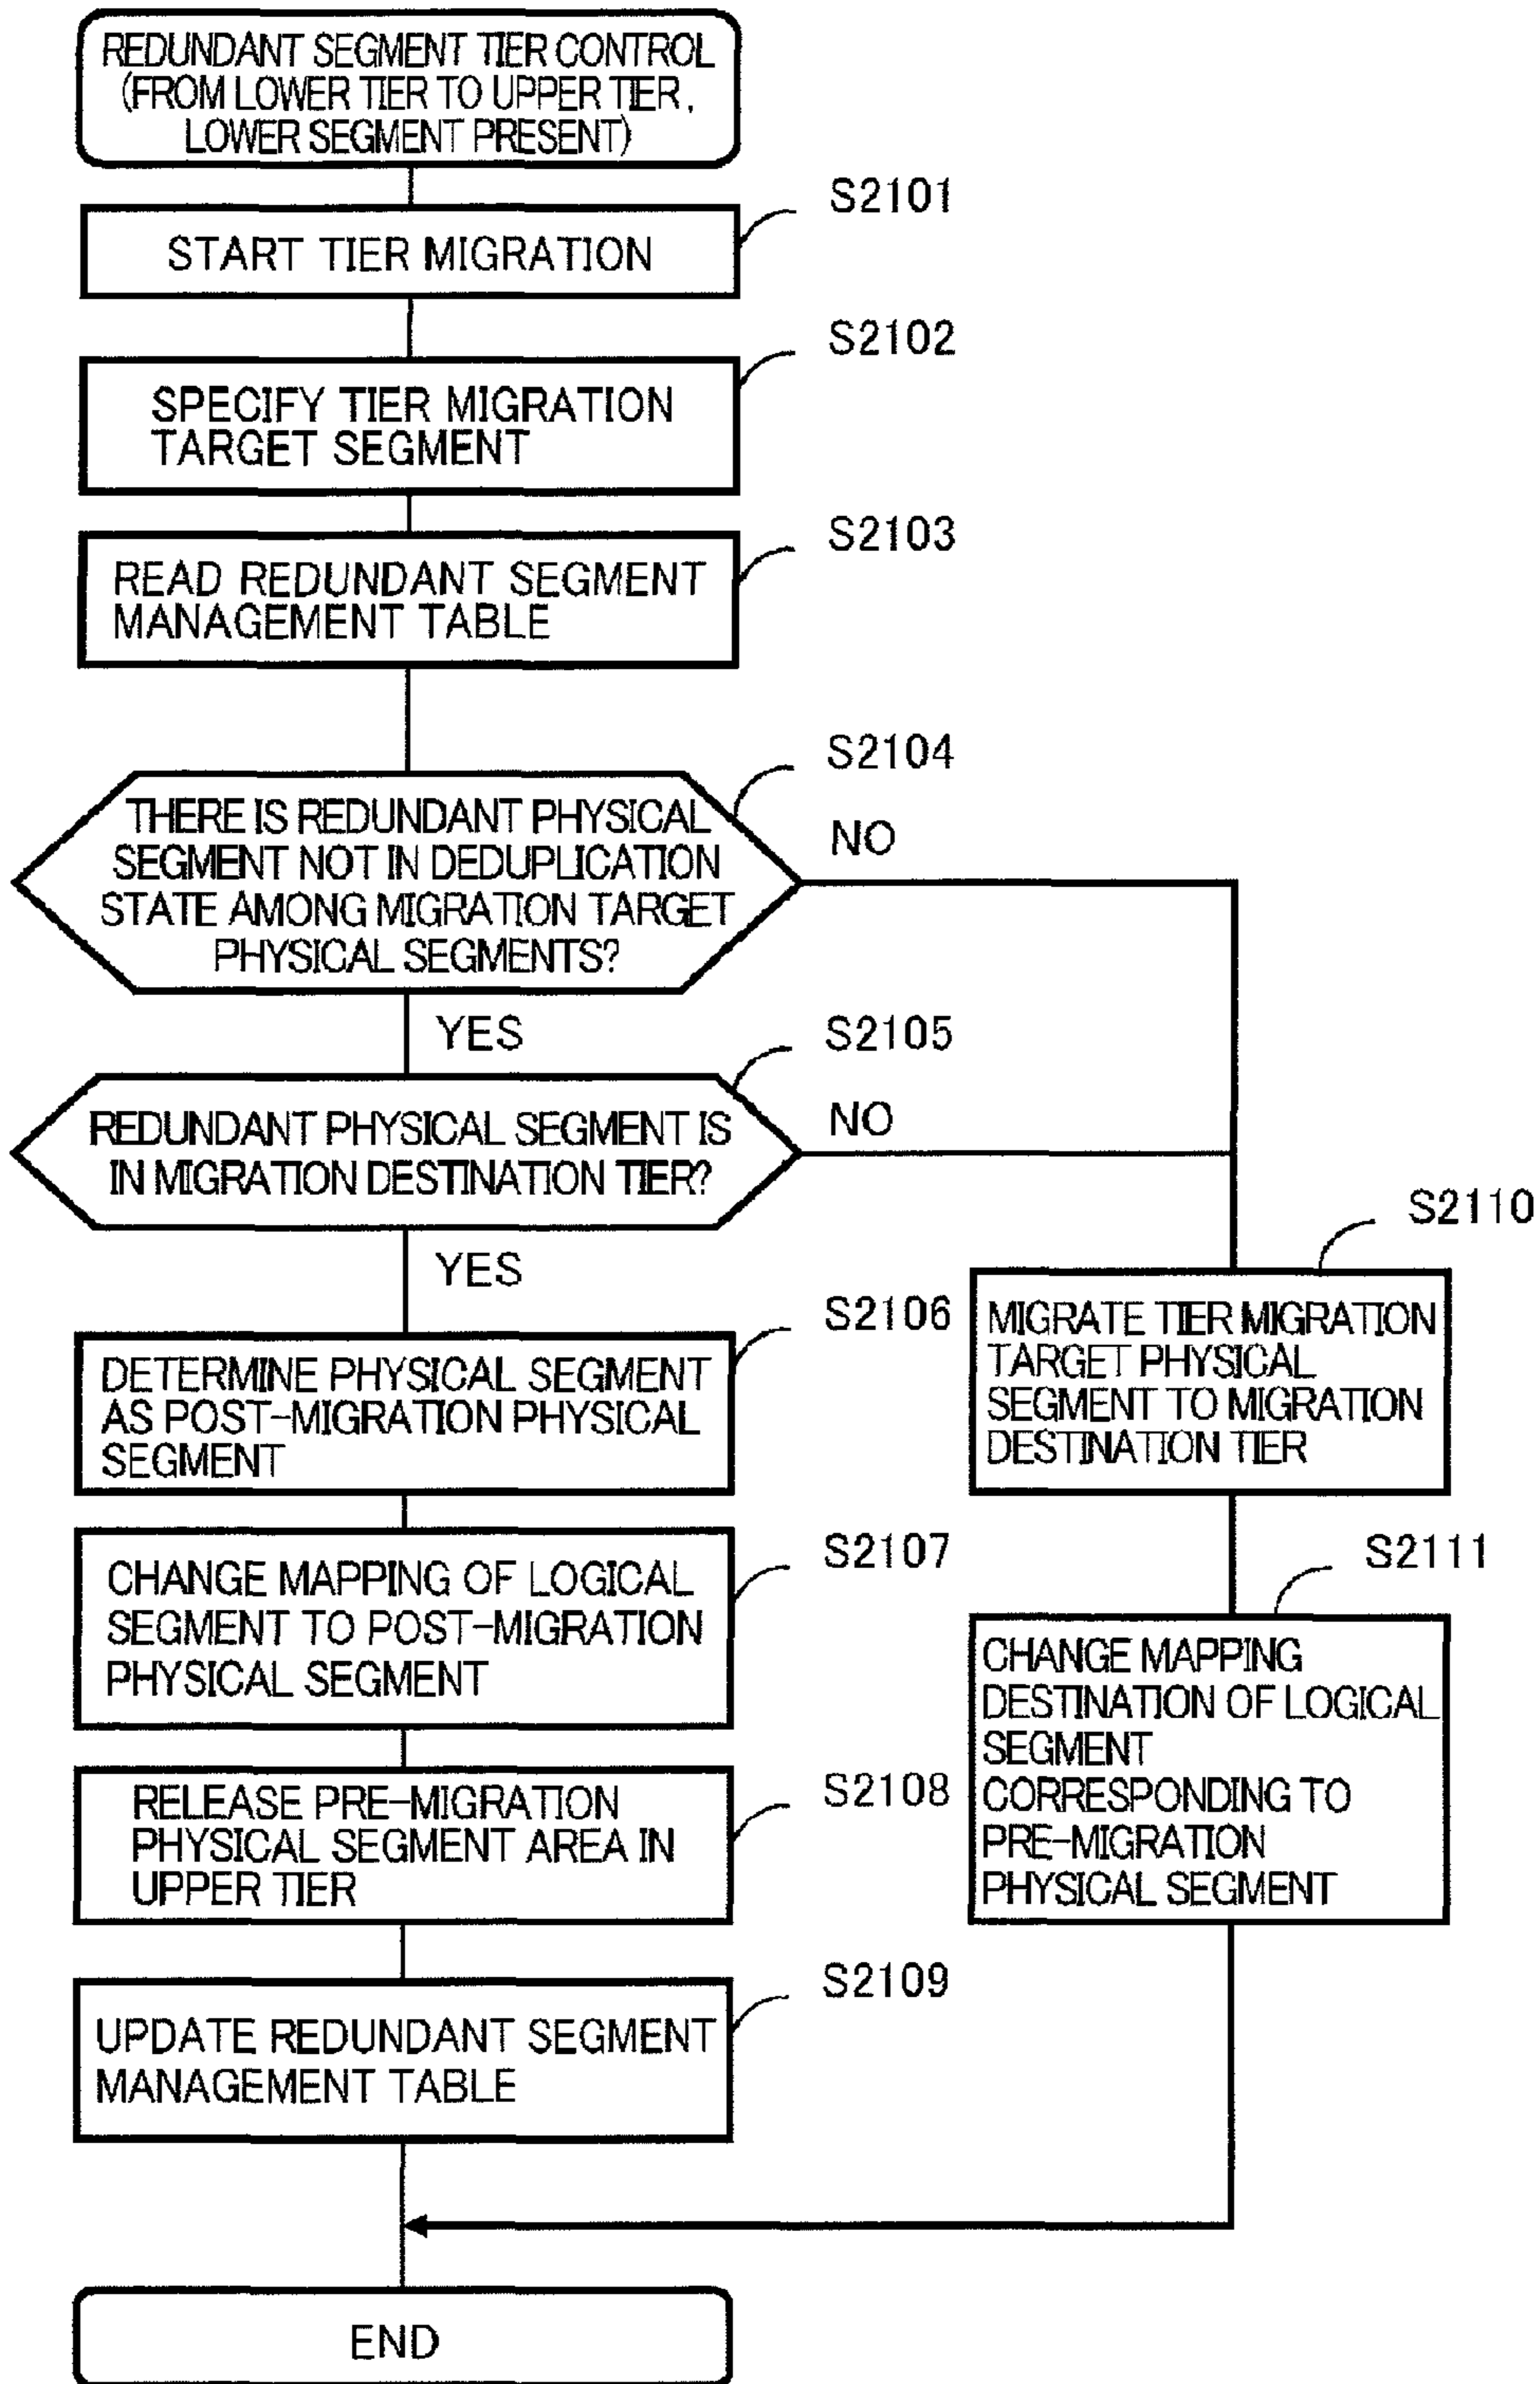 REDUNDANT SEGMENT TIER CONTROL
(FROM LOWER TIER TO UPPER TIER,
LOWER SEGMENT PRESENT)
S2101
START TIER MIGRATION
S2102
SPECIFY TIER MIGRATION
TARGET SEGMENT
S2103
READ REDUNDANT SEGMENT
MANAGEMENT TABLE
S2104
THERE IS REDUNDANT PHYSICAL
SEGMENT NOT IN DEDUPLICATION
STATE AMONG MIGRATION TARGET
PHYSICAL SEGMENTS?
NO
YES
S2105
REDUNDANT PHYSICAL SEGMENT IS
IN MIGRATION DESTINATION TIER?
NO
YES
S2106
DETERMINE PHYSICAL SEGMENT
AS POST-MIGRATION PHYSICAL
SEGMENT
S2107
CHANGE MAPPING OF LOGICAL
SEGMENT TO POST-MIGRATION
PHYSICAL SEGMENT
S2108
RELEASE PRE-MIGRATION
PHYSICAL SEGMENT AREA IN
UPPER TIER
S2109
UPDATE REDUNDANT SEGMENT
MANAGEMENT TABLE
S2110
MIGRATE TIER MIGRATION
TARGET PHYSICAL
SEGMENT TO MIGRATION
DESTINATION TIER
S2111
CHANGE MAPPING
DESTINATION OF LOGICAL
SEGMENT
CORRESPONDING TO
PRE-MIGRATION
PHYSICAL SEGMENT
END